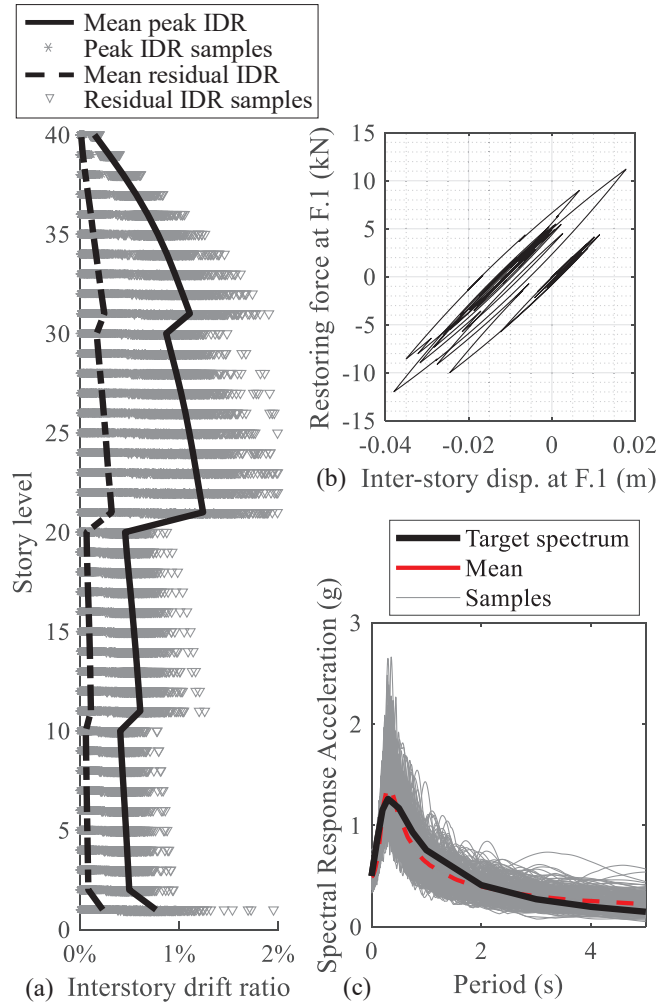 Mean peak IDR
Peak IDR samples
Mean residual IDR
Residual IDR samples
40
35
30
25
20
15
10
5
0
Story level
0%
1%
2%
(a) Interstory drift ratio
15
10
5
0
-5
-10
-15
Restoring force at F.1 (kN)
-0.04
-0.02
0
0.02
(b) Inter-story disp. at F.1 (m)
Target spectrum
Mean
Samples
3
2
1
0
Spectral Response Acceleration (g)
0
2
4
(c) Period (s)